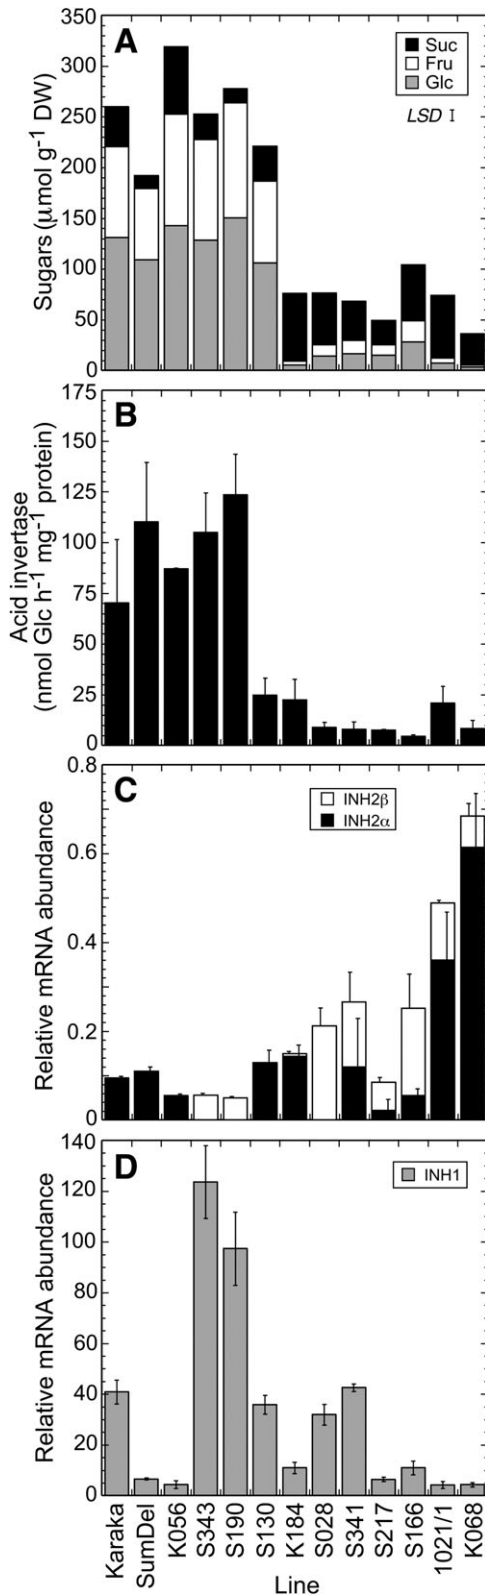 A
Suc
Fru
Glc
LSD I
Sugars (μmol g⁻¹ DW)
350
300
250
200
150
100
50
0
B
Acid invertase
(nmol Glc h⁻¹ mg⁻¹ protein)
175
150
125
100
75
50
25
0
C
INH2β
INH2α
Relative mRNA abundance
0.8
0.6
0.4
0.2
0
D
INH1
Relative mRNA abundance
140
120
100
80
60
40
20
0
Karaka
SumDel
K056
S343
S190
S130
K184
S028
S341
S217
S166
1021/1
K068
Line